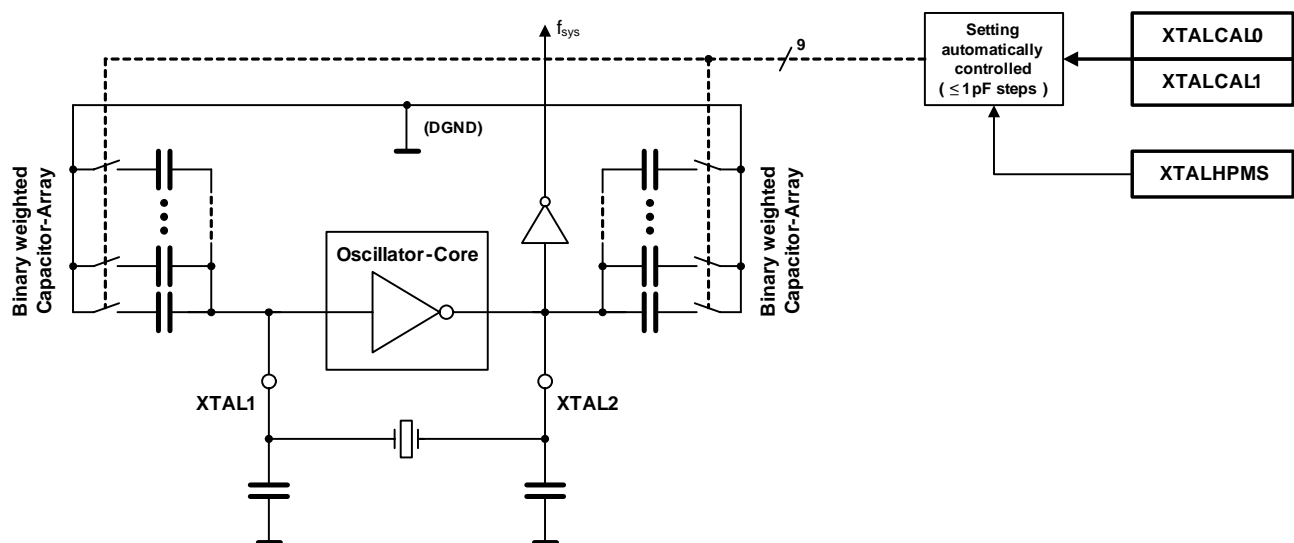 f_sys
9
Setting
automatically
controlled
( ≤ 1pF steps )
XTALCAL0
XTALCAL1
XTALHPMS
(DGND)
Binary weighted
Capacitor-Array
Oscillator-Core
Binary weighted
Capacitor-Array
XTAL1
XTAL2